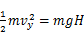 ½mv_y² = mgH